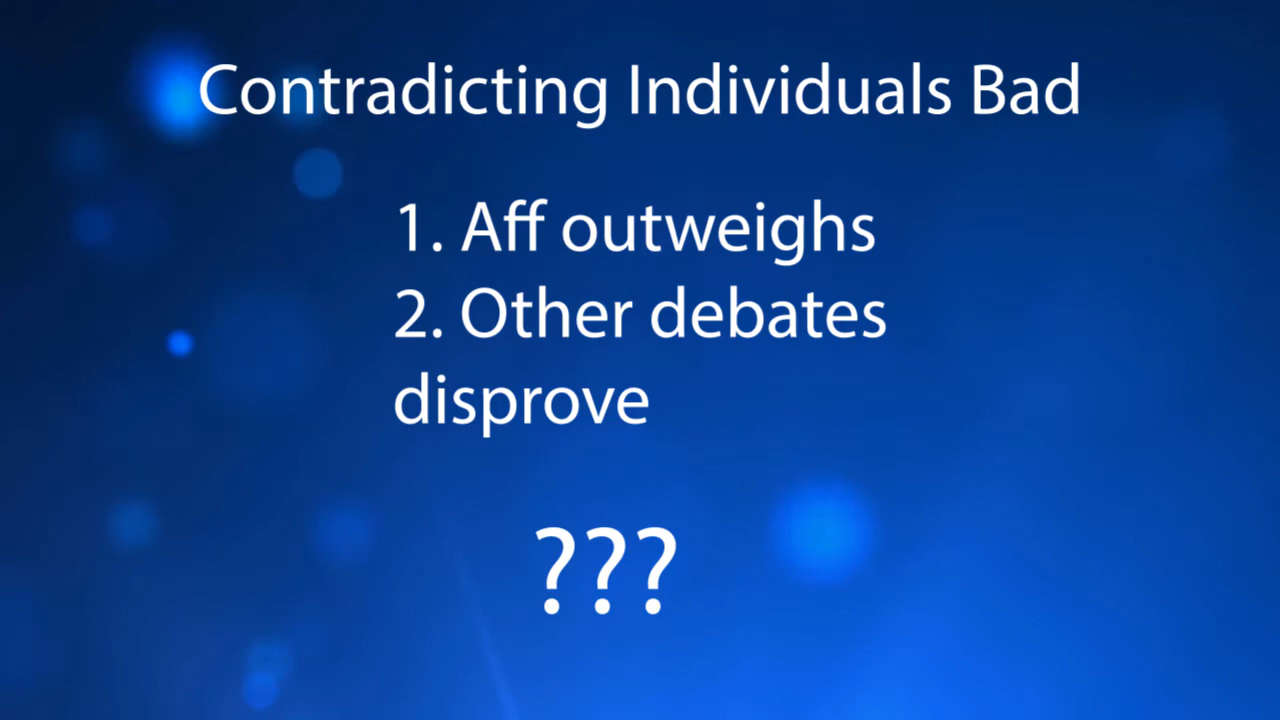 Contradicting Individuals Bad
1. Aff outweighs
2. Other debates
disprove
???